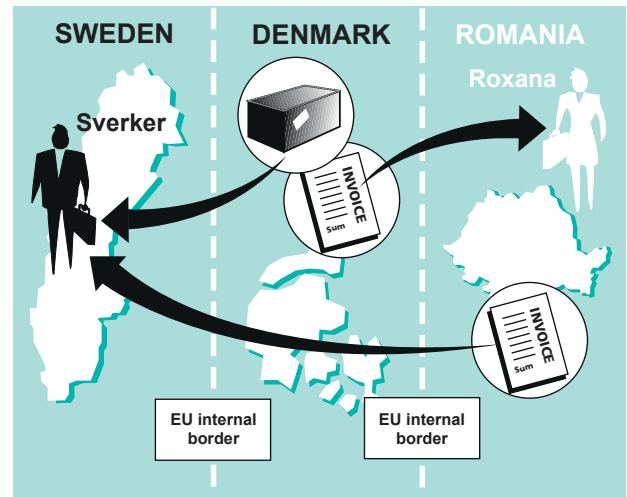 SWEDEN
DENMARK
ROMANIA
Sverker
Roxana
INVOICE
Sum
INVOICE
Sum
EU internal
border
EU internal
border